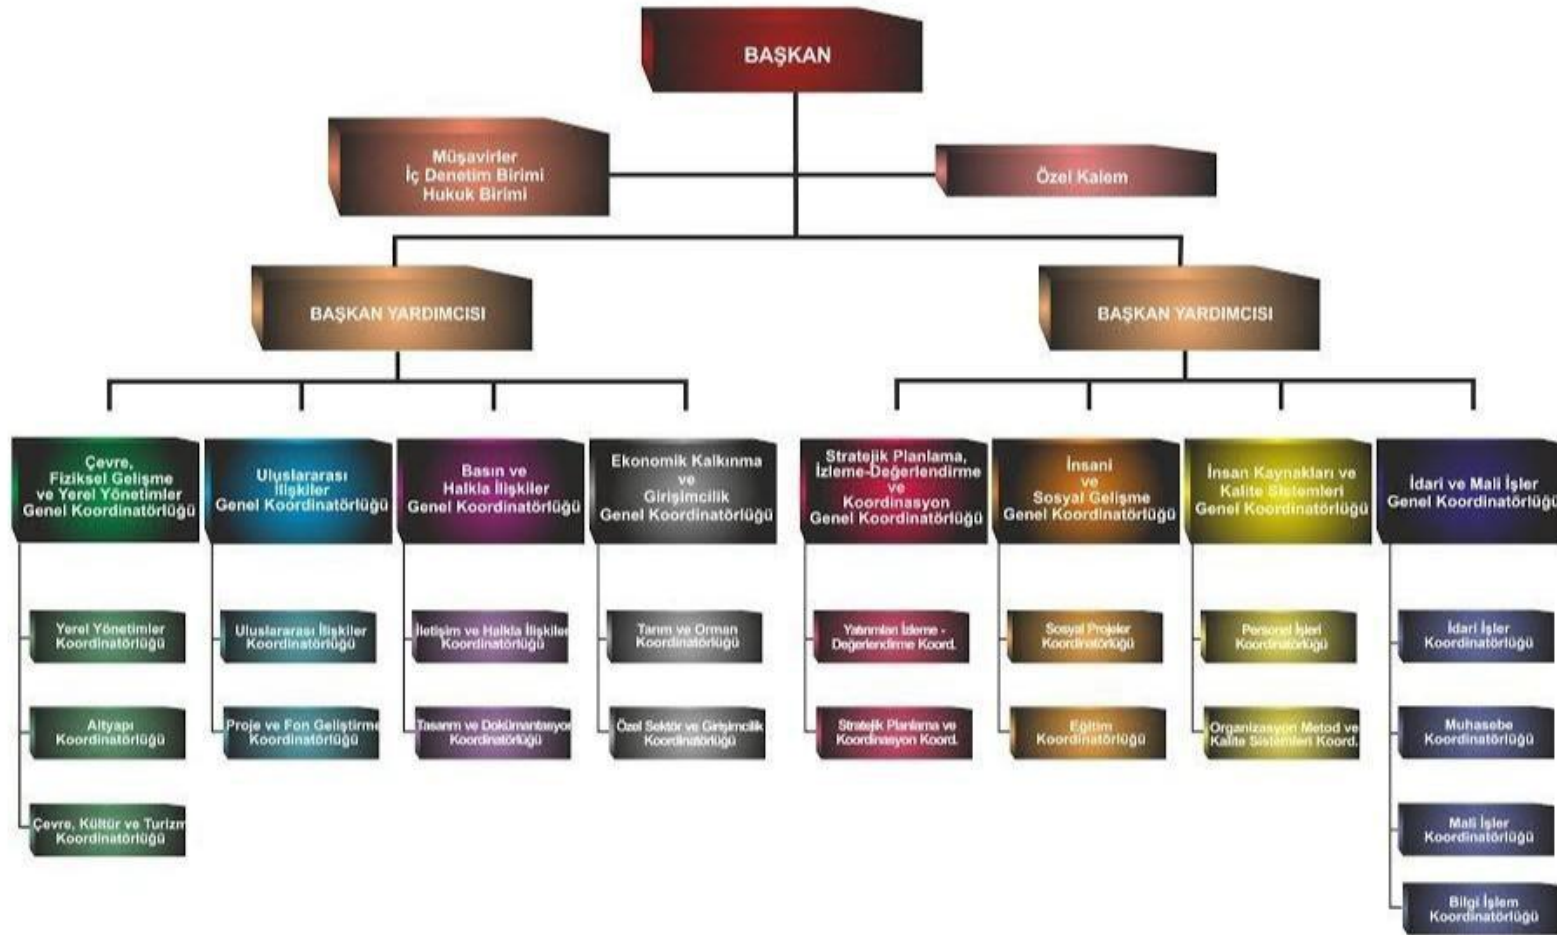 BAŞKAN
Müşavirler
İç Denetim Birimi
Hukuk Birimi
Özel Kalem
BAŞKAN YARDIMCISI
BAŞKAN YARDIMCISI
Çevre,
Fiziksel Gelişme
ve Yerel Yönetimler
Genel Koordinatörlüğü
Uluslararası
İlişkiler
Genel Koordinatörlüğü
Basın ve
Halkla İlişkiler
Genel Koordinatörlüğü
Ekonomik Kalkınma
ve
Girişimcilik
Genel Koordinatörlüğü
Stratejik Planlama,
İzleme-Değerlendirme
ve
Koordinasyon
Genel Koordinatörlüğü
İnsani
ve
Sosyal Gelişme
Genel Koordinatörlüğü
İnsan Kaynakları ve
Kalite Sistemleri
Genel Koordinatörlüğü
İdari ve Mali İşler
Genel Koordinatörlüğü
Yerel Yönetimler
Koordinatörlüğü
Uluslararası İlişkiler
Koordinatörlüğü
İletişim ve Halkla İlişkiler
Koordinatörlüğü
Tarım ve Orman
Koordinatörlüğü
Yatırımları İzleme -
Değerlendirme Koord.
Sosyal Projeler
Koordinatörlüğü
Personel İşleri
Koordinatörlüğü
İdari İşler
Koordinatörlüğü
Altyapı
Koordinatörlüğü
Proje ve Fon Geliştirme
Koordinatörlüğü
Tasarım ve Dokümantasyon
Koordinatörlüğü
Özel Sektör ve Girişimcilik
Koordinatörlüğü
Stratejik Planlama ve
Koordinasyon Koord.
Eğitim
Koordinatörlüğü
Organizasyon Metod ve
Kalite Sistemleri Koord.
Muhasebe
Koordinatörlüğü
Çevre, Kültür ve Turizm
Koordinatörlüğü
Mali İşler
Koordinatörlüğü
Bilgi İşlem
Koordinatörlüğü